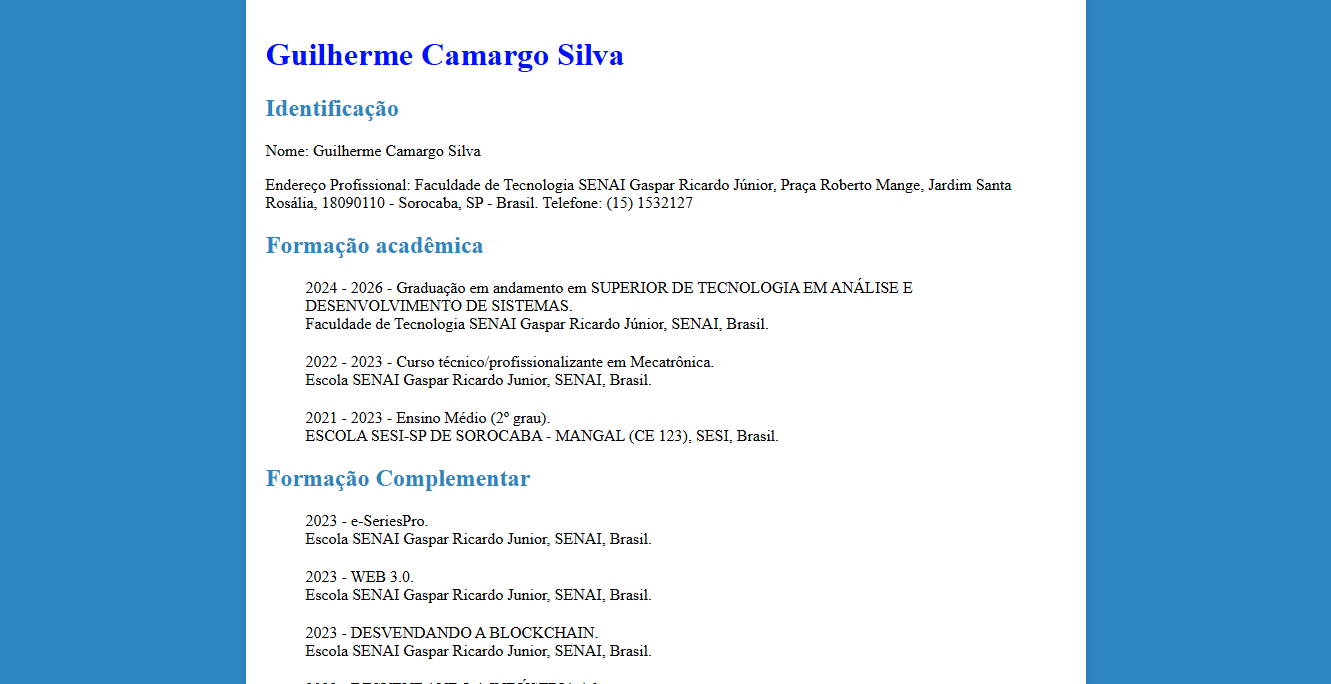 Guilherme Camargo Silva
Identificação
Nome: Guilherme Camargo Silva
Endereço Profissional: Faculdade de Tecnologia SENAI Gaspar Ricardo Júnior, Praça Roberto Mange, Jardim Santa
Rosália, 18090110 - Sorocaba, SP - Brasil. Telefone: (15) 1532127
Formação acadêmica
2024 - 2026 - Graduação em andamento em SUPERIOR DE TECNOLOGIA EM ANÁLISE E
DESENVOLVIMENTO DE SISTEMAS.
Faculdade de Tecnologia SENAI Gaspar Ricardo Júnior, SENAI, Brasil.
2022 - 2023 - Curso técnico/profissionalizante em Mecatrônica.
Escola SENAI Gaspar Ricardo Junior, SENAI, Brasil.
2021 - 2023 - Ensino Médio (2º grau).
ESCOLA SESI-SP DE SOROCABA - MANGAL (CE 123), SESI, Brasil.
Formação Complementar
2023 - e-SeriesPro.
Escola SENAI Gaspar Ricardo Junior, SENAI, Brasil.
2023 - WEB 3.0.
Escola SENAI Gaspar Ricardo Junior, SENAI, Brasil.
2023 - DESVENDANDO A BLOCKCHAIN.
Escola SENAI Gaspar Ricardo Junior, SENAI, Brasil.